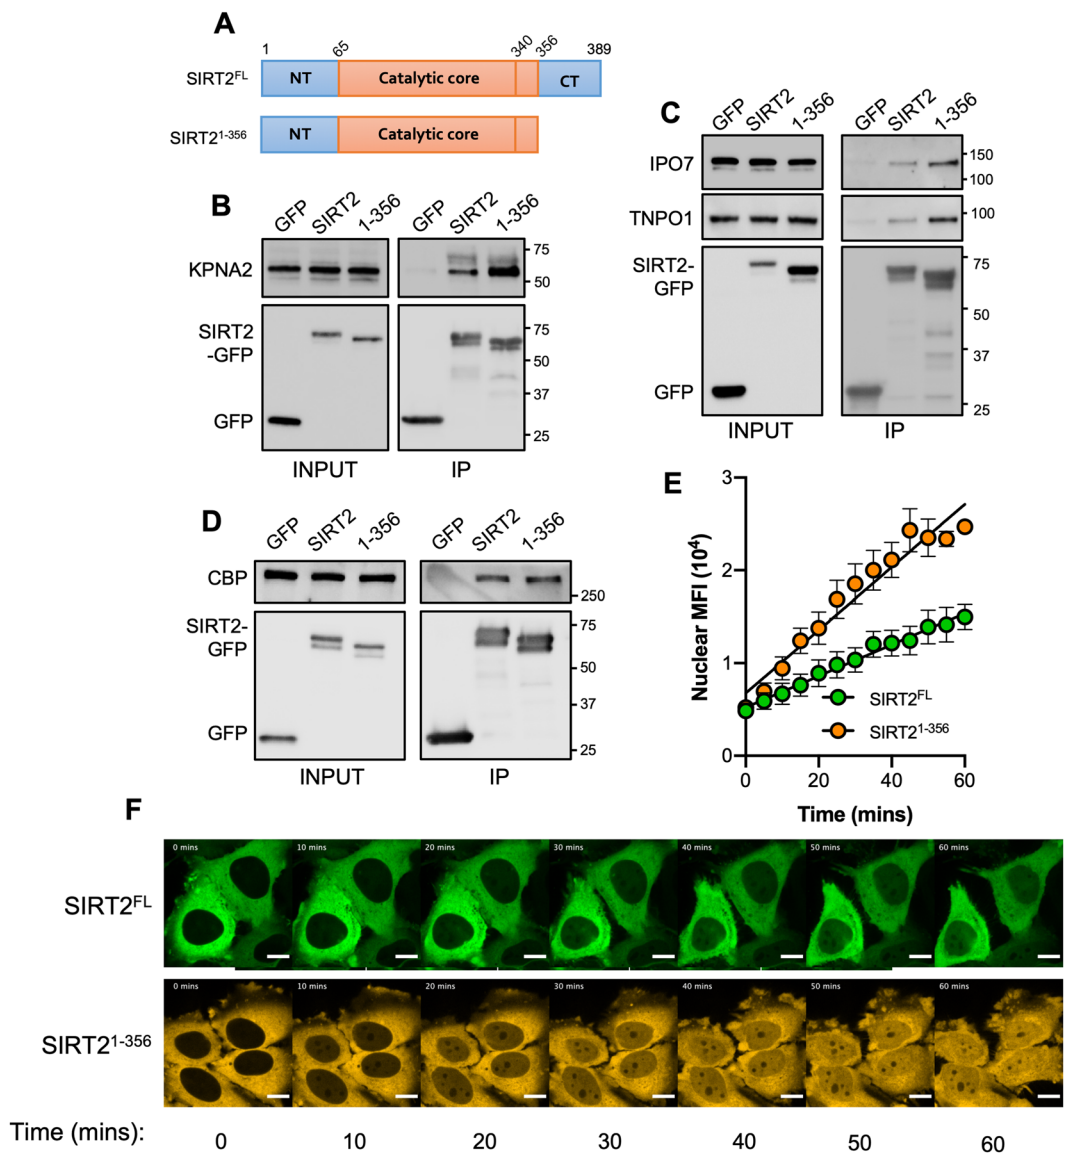 A
1 65 340 356 389
SIRT2FL NT Catalytic core CT
SIRT21-356 NT Catalytic core
B
GFP SIRT2 1-356 GFP SIRT2 1-356
KPNA2
75
50
SIRT2
-GFP
GFP
75
50
37
25
INPUT IP
C
GFP SIRT2 1-356 GFP SIRT2 1-356
IPO7
150
100
TNPO1
100
SIRT2-
GFP
GFP
75
50
37
25
INPUT IP
D
GFP SIRT2 1-356 GFP SIRT2 1-356
CBP
250
SIRT2-
GFP
GFP
75
50
37
25
INPUT IP
E
Nuclear MFI (10⁴)
3
2
1
0
SIRT2FL
SIRT21-356
0 20 40 60
Time (mins)
F
SIRT2FL
0 mins 10 mins 20 mins 30 mins 40 mins 50 mins 60 mins
SIRT21-356
0 mins 10 mins 20 mins 30 mins 40 mins 50 mins 60 mins
Time (mins): 0 10 20 30 40 50 60